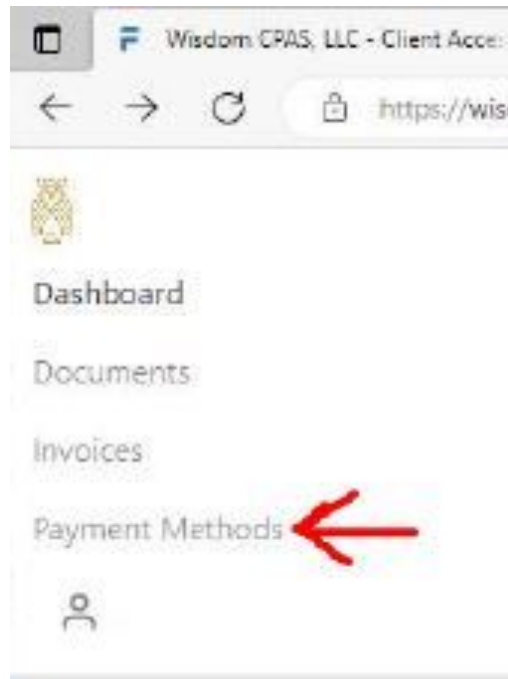 Wisdom CPAS, LLC - Client Acce
https://wis
Dashboard
Documents
Invoices
Payment Methods